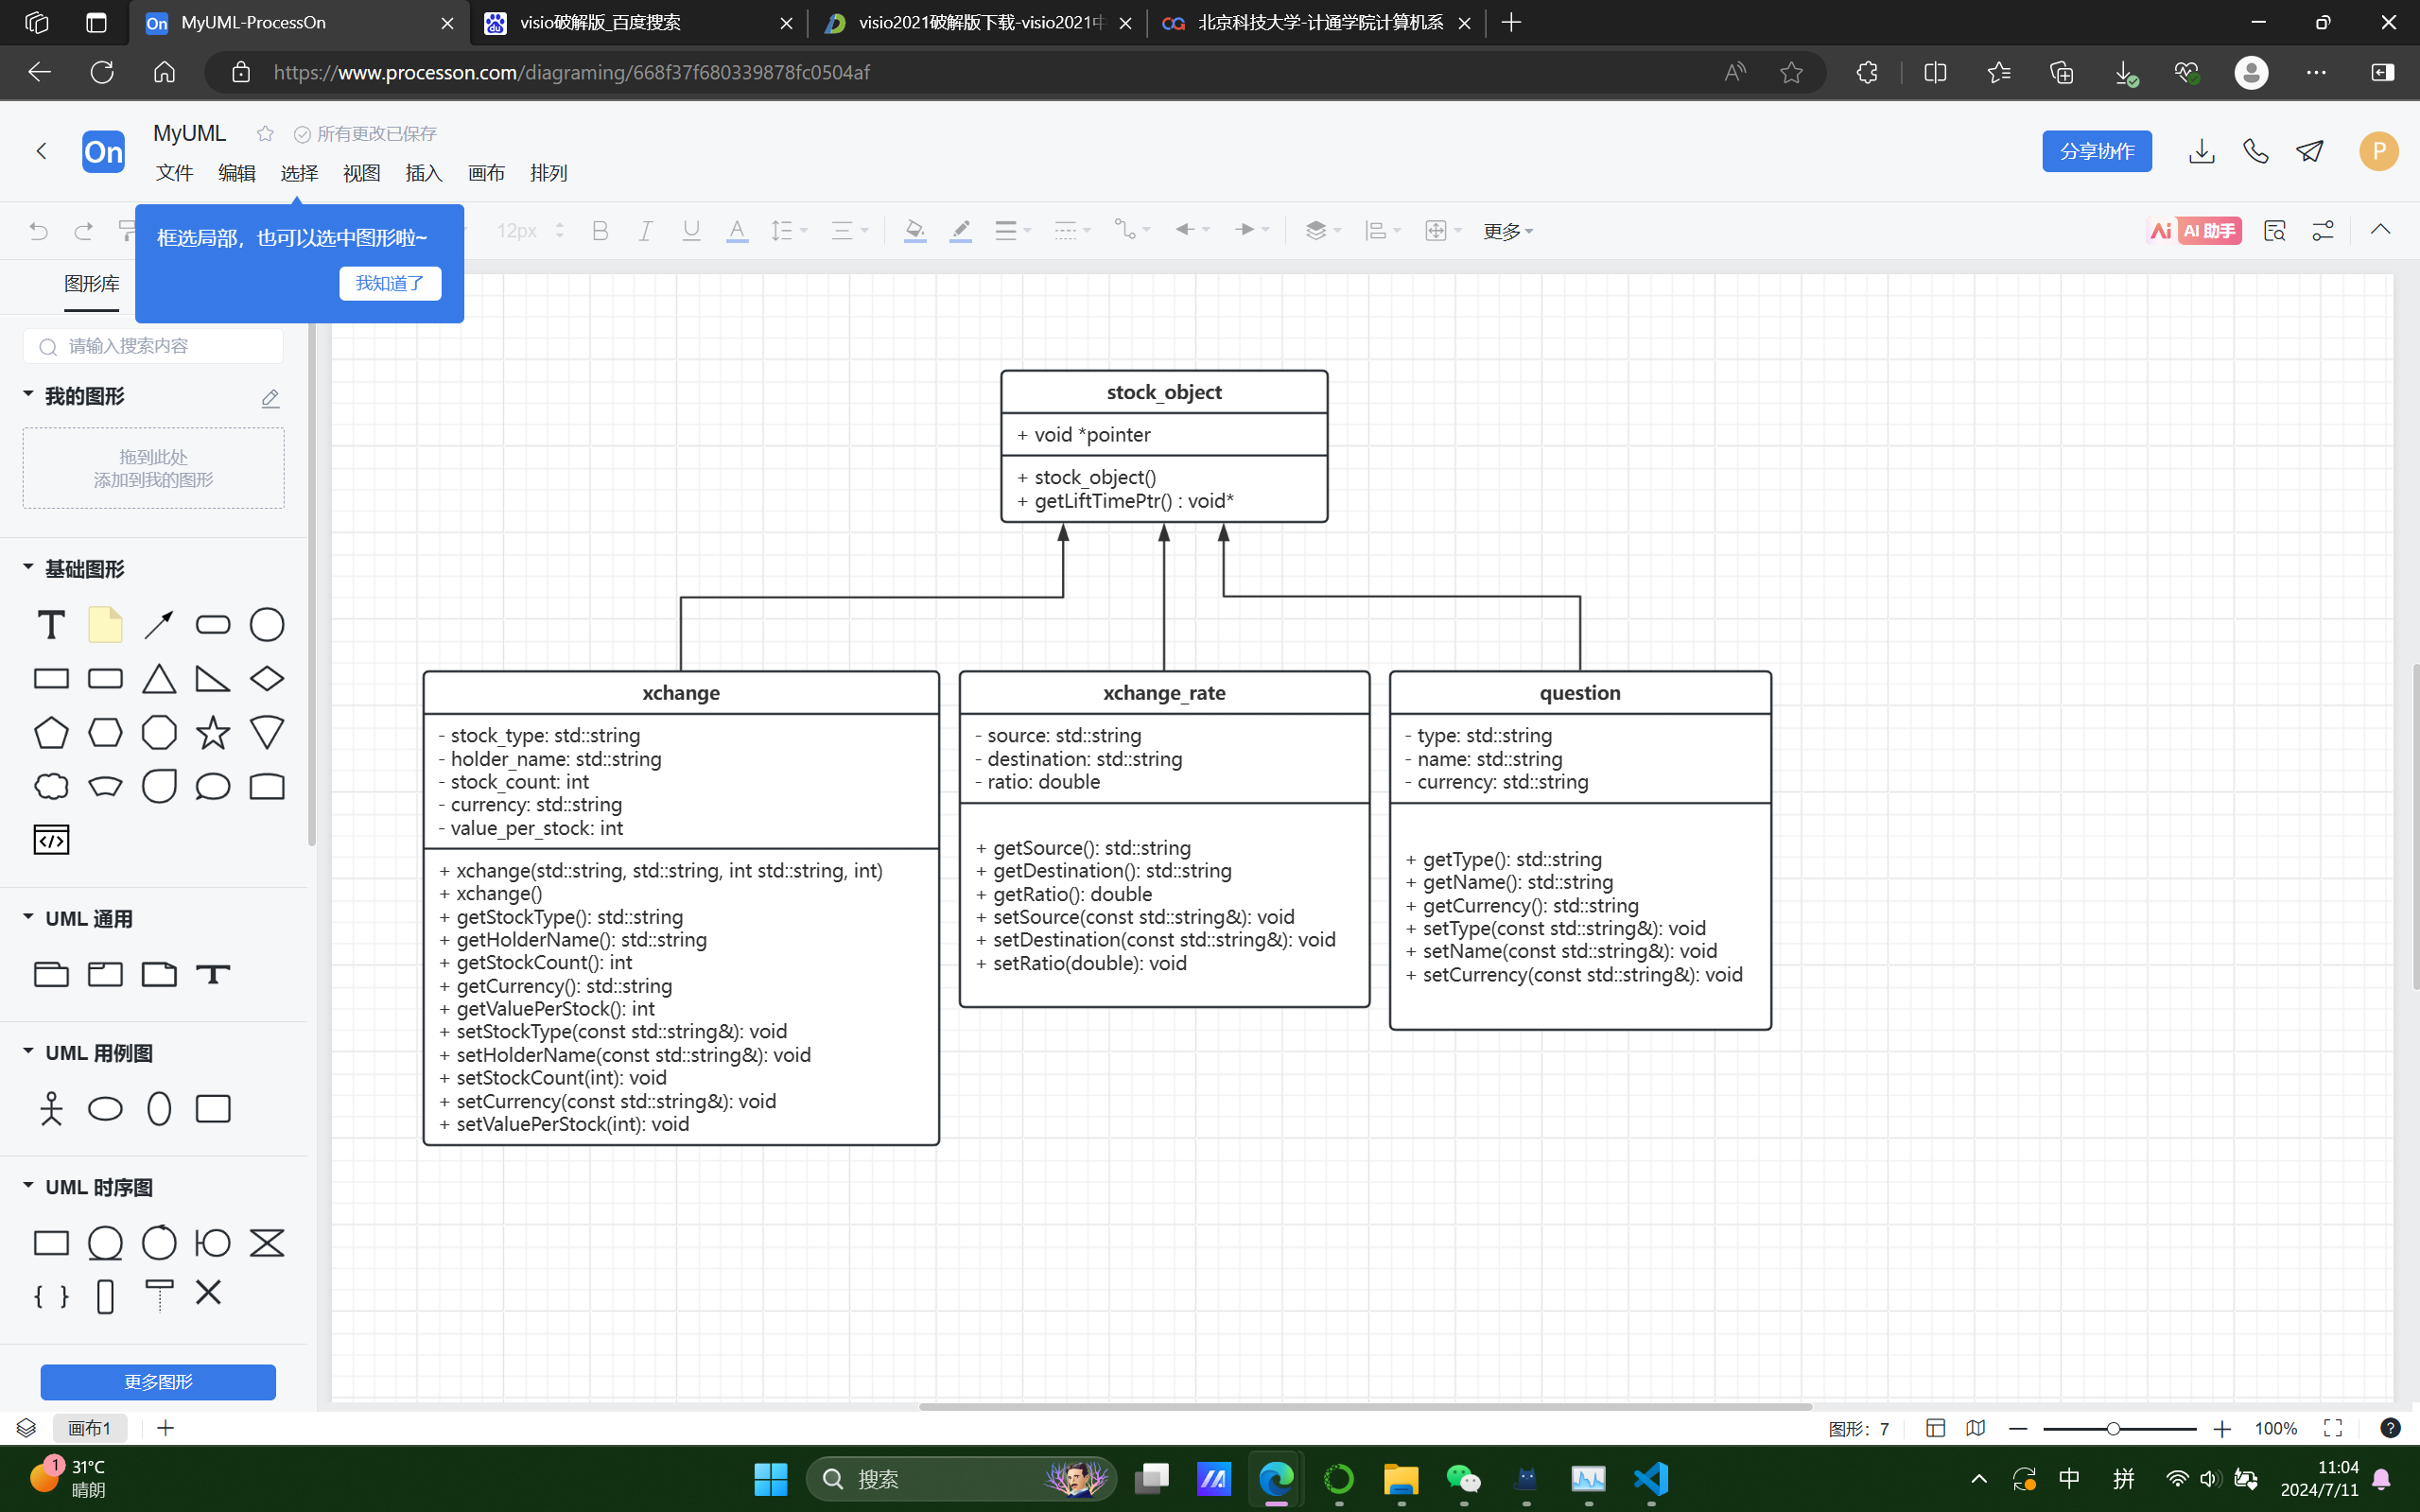 MyUML-ProcessOn
visio破解版_百度搜索
visio2021破解版下载-visio2021中
北京科技大学-计通学院计算机系
https://www.processon.com/diagraming/668f37f680339878fc0504af
On
MyUML
所有更改已保存
文件 编辑 选择 视图 插入 画布 排列
分享协作
P
框选局部，也可以选中图形啦~
我知道了
12px
更多
AI 助手
图形库
请输入搜索内容
我的图形
拖到此处
添加到我的图形
基础图形
UML 通用
UML 用例图
UML 时序图
更多图形
stock_object
+ void *pointer
+ stock_object()
+ getLiftTimePtr() : void*
xchange
- stock_type: std::string
- holder_name: std::string
- stock_count: int
- currency: std::string
- value_per_stock: int
+ xchange(std::string, std::string, int std::string, int)
+ xchange()
+ getStockType(): std::string
+ getHolderName(): std::string
+ getStockCount(): int
+ getCurrency(): std::string
+ getValuePerStock(): int
+ setStockType(const std::string&): void
+ setHolderName(const std::string&): void
+ setStockCount(int): void
+ setCurrency(const std::string&): void
+ setValuePerStock(int): void
xchange_rate
- source: std::string
- destination: std::string
- ratio: double
+ getSource(): std::string
+ getDestination(): std::string
+ getRatio(): double
+ setSource(const std::string&): void
+ setDestination(const std::string&): void
+ setRatio(double): void
question
- type: std::string
- name: std::string
- currency: std::string
+ getType(): std::string
+ getName(): std::string
+ getCurrency(): std::string
+ setType(const std::string&): void
+ setName(const std::string&): void
+ setCurrency(const std::string&): void
画布1
图形：7
100%
1
31°C
晴朗
搜索
中
拼
11:04
2024/7/11